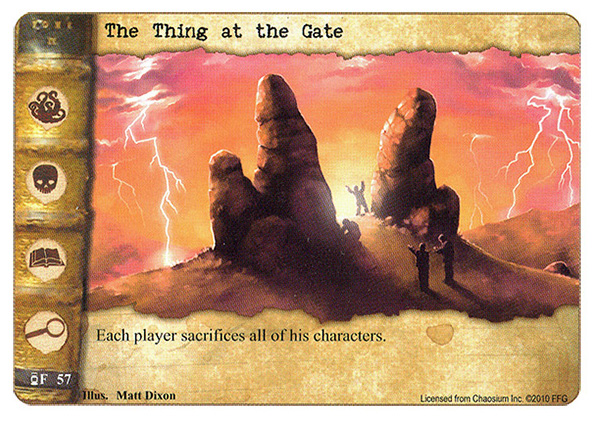 The Thing at the Gate
Each player sacrifices all of his characters.
F 57
Illus. Matt Dixon
Licensed from Chaosium Inc. ©2010 FFG